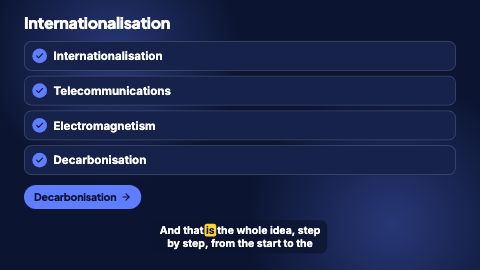 Internationalisation
Internationalisation
Telecommunications
Electromagnetism
Decarbonisation
Decarbonisation →
And that is the whole idea, step
by step, from the start to the